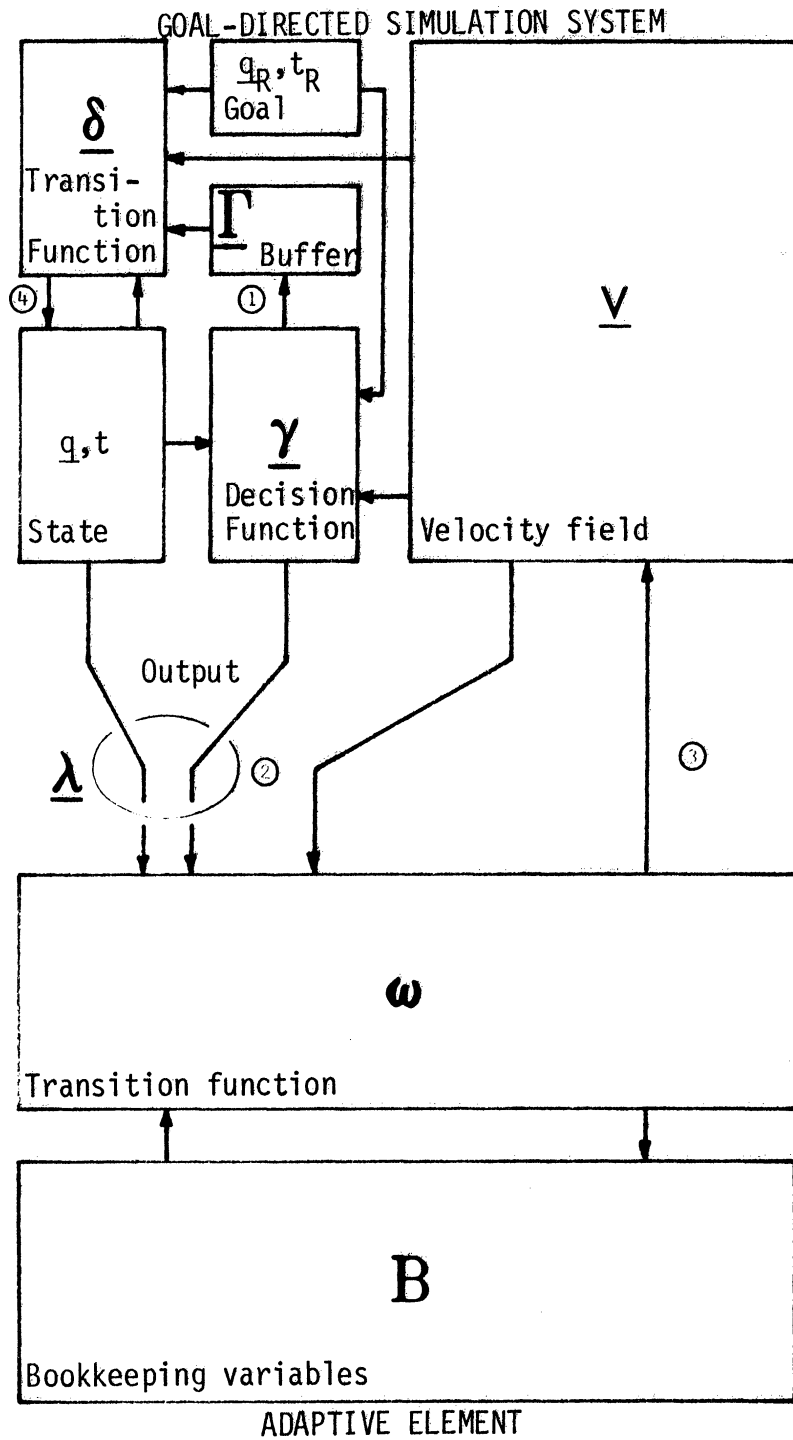 GOAL-DIRECTED SIMULATION SYSTEM
δ
Transi-
tion
Function
q_R, t_R
Goal
Γ
Buffer
V
④
①
q,t
State
γ
Decision
Function
Velocity field
Output
λ
②
③
ω
Transition function
B
Bookkeeping variables
ADAPTIVE ELEMENT